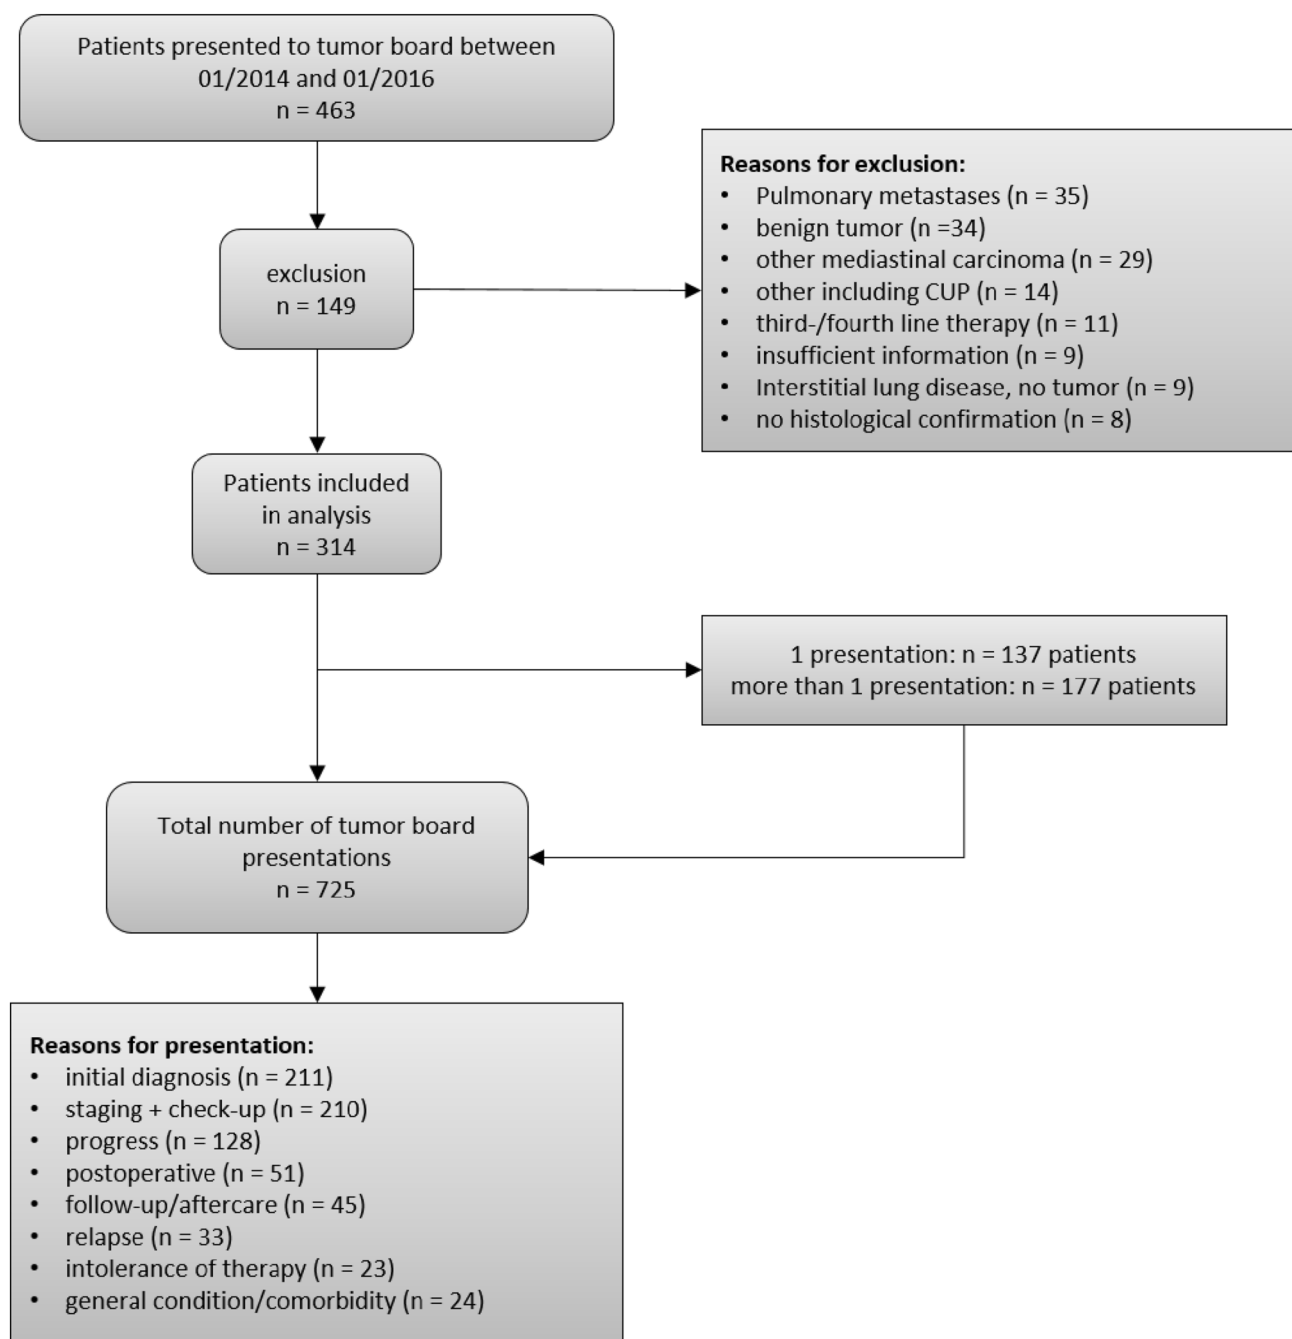 Patients presented to tumor board between
01/2014 and 01/2016
n = 463
exclusion
n = 149
Reasons for exclusion:
• Pulmonary metastases (n = 35)
• benign tumor (n =34)
• other mediastinal carcinoma (n = 29)
• other including CUP (n = 14)
• third-/fourth line therapy (n = 11)
• insufficient information (n = 9)
• Interstitial lung disease, no tumor (n = 9)
• no histological confirmation (n = 8)
Patients included
in analysis
n = 314
1 presentation: n = 137 patients
more than 1 presentation: n = 177 patients
Total number of tumor board
presentations
n = 725
Reasons for presentation:
• initial diagnosis (n = 211)
• staging + check-up (n = 210)
• progress (n = 128)
• postoperative (n = 51)
• follow-up/aftercare (n = 45)
• relapse (n = 33)
• intolerance of therapy (n = 23)
• general condition/comorbidity (n = 24)